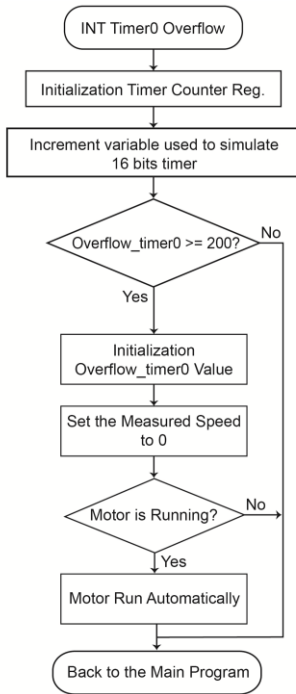 INT Timer0 Overflow
Initialization Timer Counter Reg.
Increment variable used to simulate
16 bits timer
Overflow_timer0 >= 200?
No
Yes
Initialization
Overflow_timer0 Value
Set the Measured Speed
to 0
Motor is Running?
No
Yes
Motor Run Automatically
Back to the Main Program